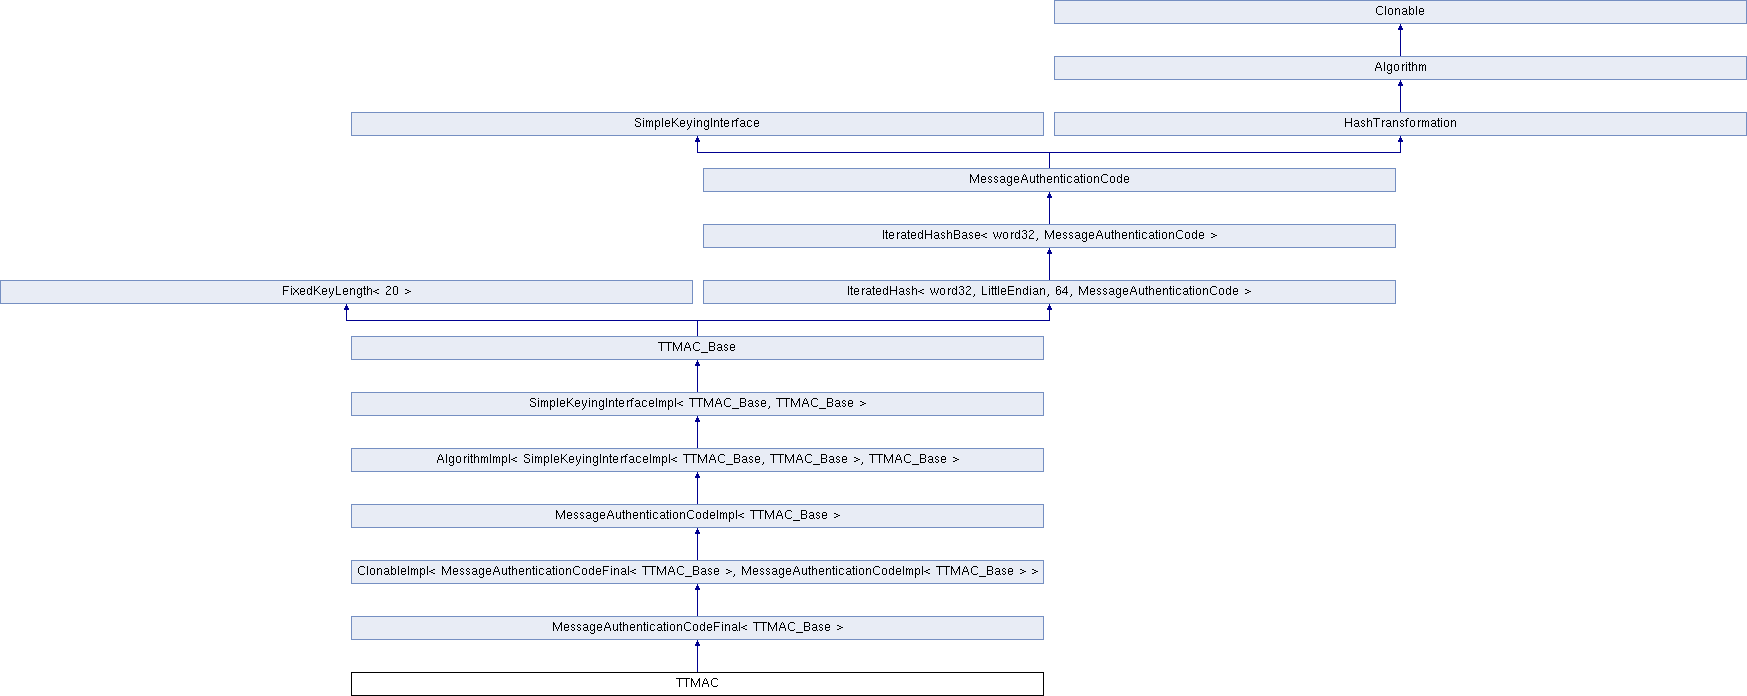 Clonable
Algorithm
SimpleKeyingInterface
HashTransformation
MessageAuthenticationCode
IteratedHashBase< word32, MessageAuthenticationCode >
FixedKeyLength< 20 >
IteratedHash< word32, LittleEndian, 64, MessageAuthenticationCode >
TTMAC_Base
SimpleKeyingInterfaceImpl< TTMAC_Base, TTMAC_Base >
AlgorithmImpl< SimpleKeyingInterfaceImpl< TTMAC_Base, TTMAC_Base >, TTMAC_Base >
MessageAuthenticationCodeImpl< TTMAC_Base >
ClonableImpl< MessageAuthenticationCodeFinal< TTMAC_Base >, MessageAuthenticationCodeImpl< TTMAC_Base > >
MessageAuthenticationCodeFinal< TTMAC_Base >
TTMAC